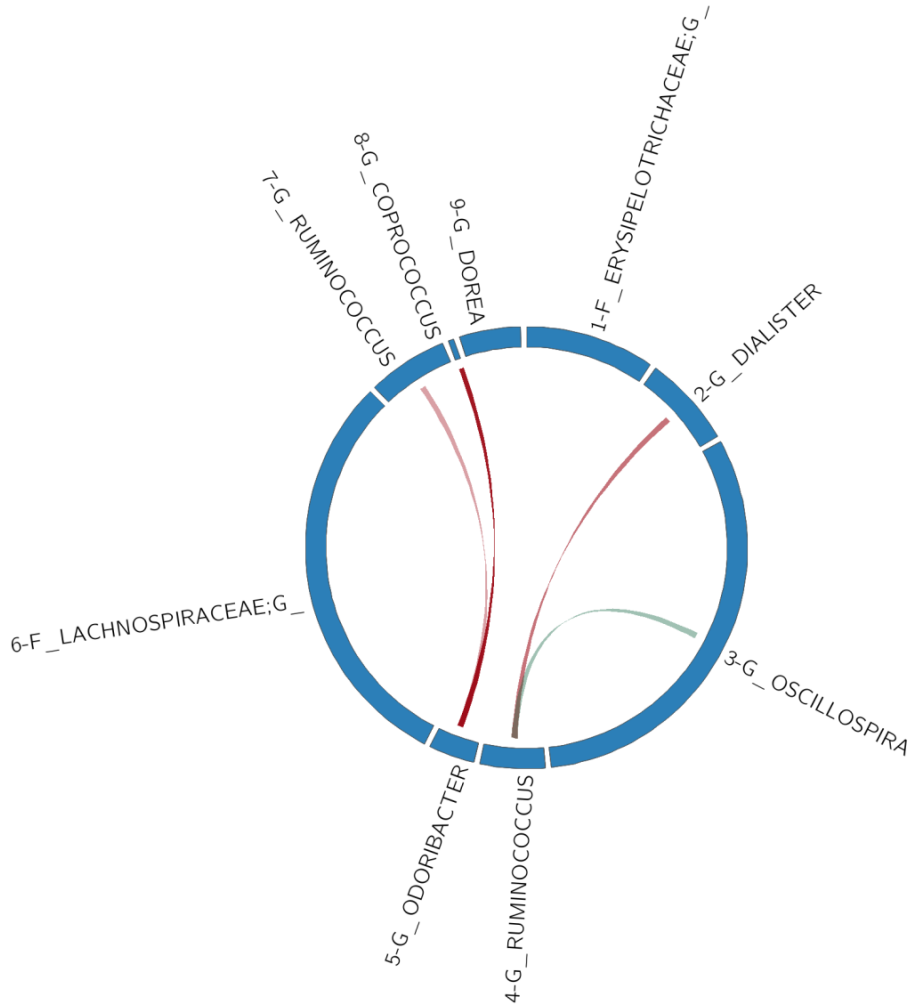 1-F_ERYSIPELOTRICHACEAE;G_
2-G_DIALISTER
3-G_OSCILLOSPIRA
4-G_RUMINOCOCCUS
5-G_ODORIBACTER
6-F_LACHNOSPIRACEAE;G_
7-G_RUMINOCOCCUS
8-G_COPROCOCCUS
9-G_DOREA